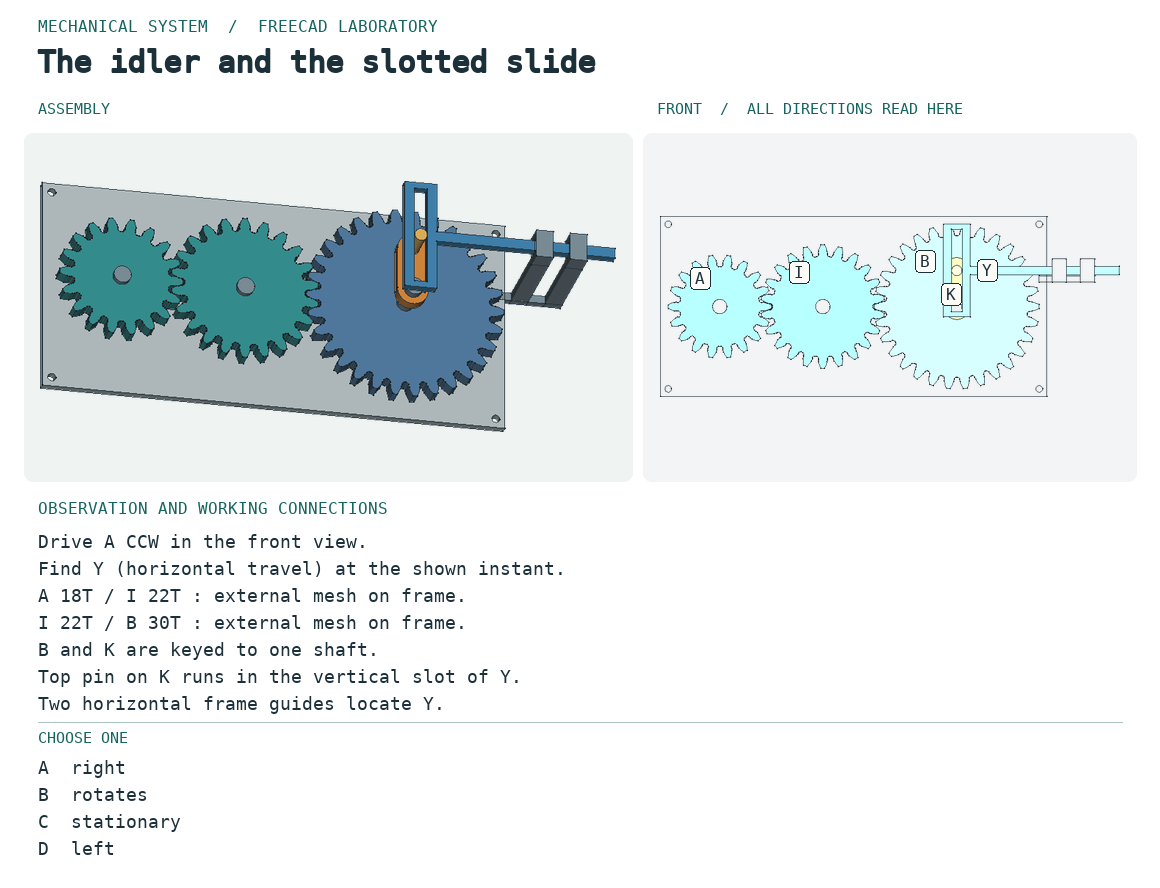 MECHANICAL SYSTEM / FREECAD LABORATORY
The idler and the slotted slide
ASSEMBLY
FRONT / ALL DIRECTIONS READ HERE
A
I
B
Y
K
OBSERVATION AND WORKING CONNECTIONS
Drive A CCW in the front view.
Find Y (horizontal travel) at the shown instant.
A 18T / I 22T : external mesh on frame.
I 22T / B 30T : external mesh on frame.
B and K are keyed to one shaft.
Top pin on K runs in the vertical slot of Y.
Two horizontal frame guides locate Y.
CHOOSE ONE
A right
B rotates
C stationary
D left